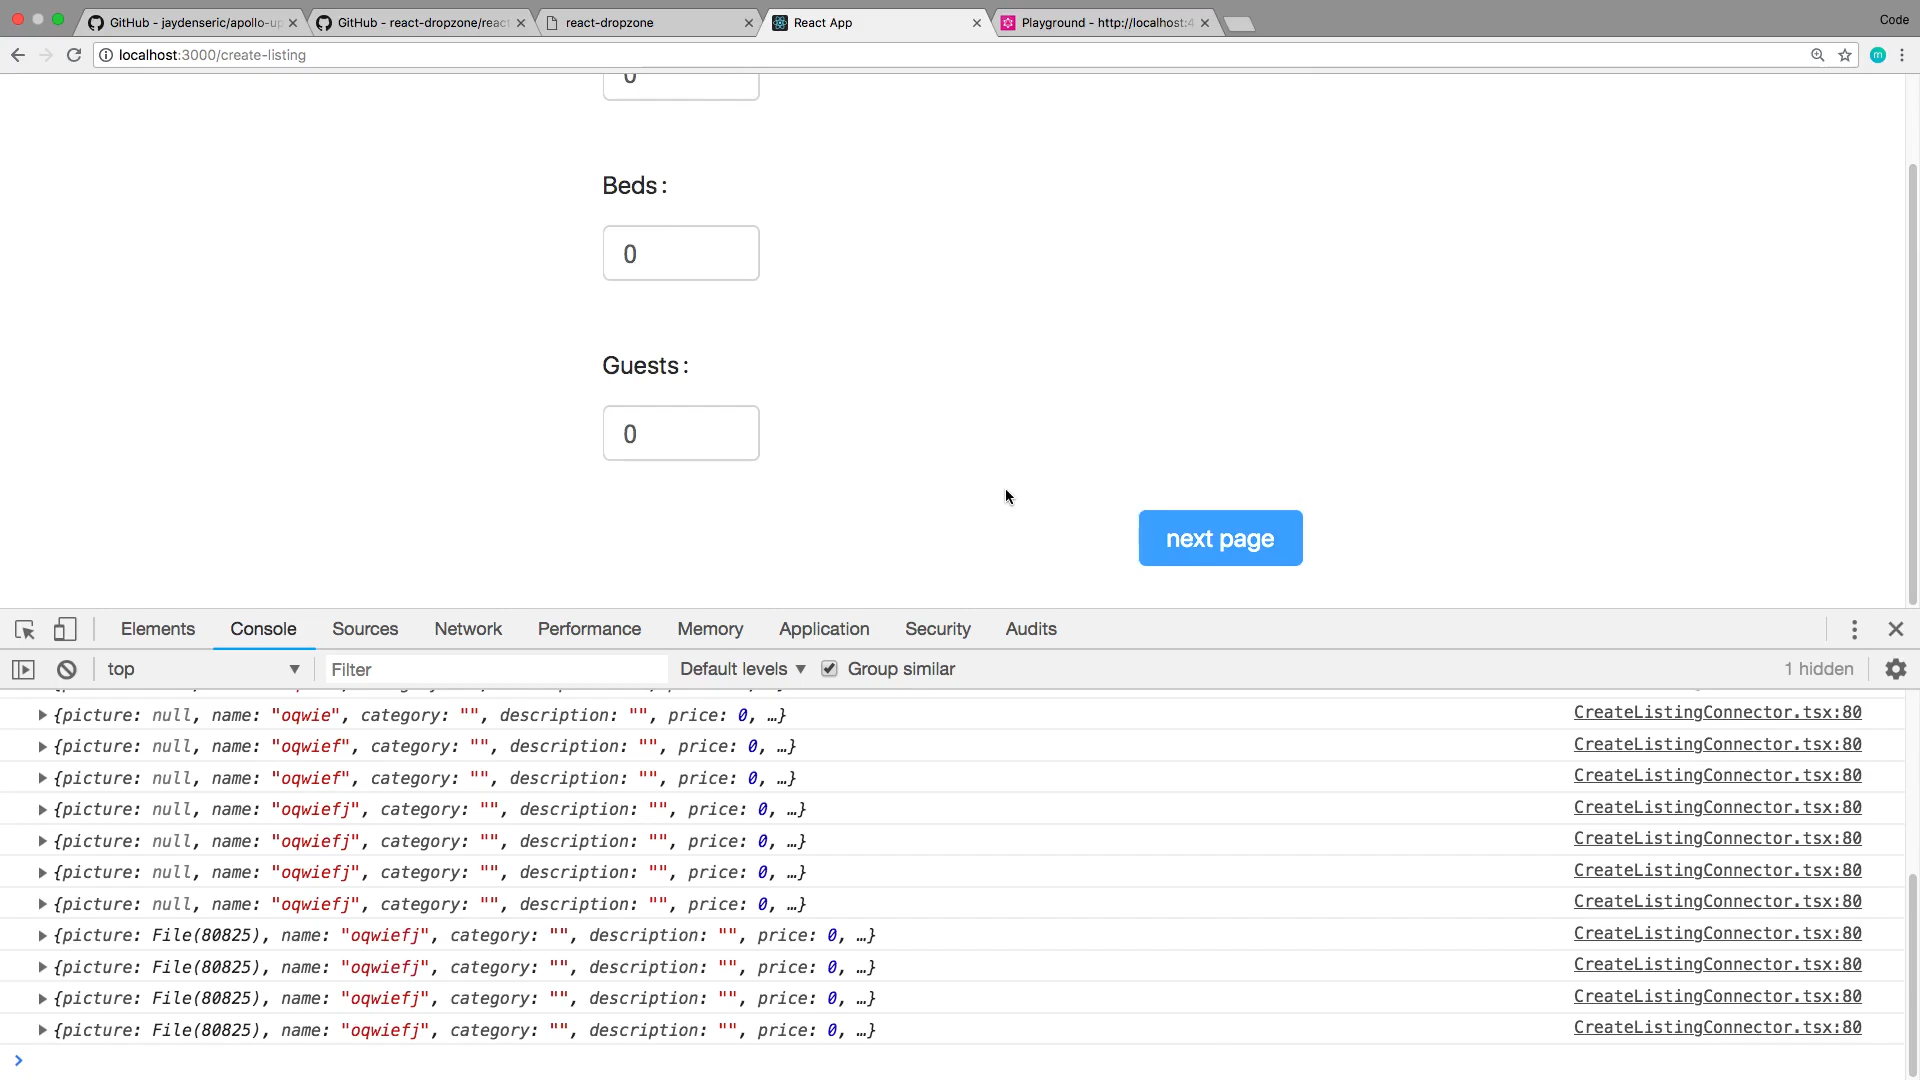 GitHub - jaydenseric/apollo-up
GitHub - react-dropzone/react
react-dropzone
React App
Playground - http://localhost:4
Code
localhost:3000/create-listing
m
0
Beds:
0
Guests:
0
next page
Elements
Console
Sources
Network
Performance
Memory
Application
Security
Audits
top
Filter
Default levels
Group similar
1 hidden
{picture: null, name: "oqwie", category: "", description: "", price: 0, …} CreateListingConnector.tsx:80
{picture: null, name: "oqwief", category: "", description: "", price: 0, …} CreateListingConnector.tsx:80
{picture: null, name: "oqwief", category: "", description: "", price: 0, …} CreateListingConnector.tsx:80
{picture: null, name: "oqwiefj", category: "", description: "", price: 0, …} CreateListingConnector.tsx:80
{picture: null, name: "oqwiefj", category: "", description: "", price: 0, …} CreateListingConnector.tsx:80
{picture: null, name: "oqwiefj", category: "", description: "", price: 0, …} CreateListingConnector.tsx:80
{picture: null, name: "oqwiefj", category: "", description: "", price: 0, …} CreateListingConnector.tsx:80
{picture: File(80825), name: "oqwiefj", category: "", description: "", price: 0, …} CreateListingConnector.tsx:80
{picture: File(80825), name: "oqwiefj", category: "", description: "", price: 0, …} CreateListingConnector.tsx:80
{picture: File(80825), name: "oqwiefj", category: "", description: "", price: 0, …} CreateListingConnector.tsx:80
{picture: File(80825), name: "oqwiefj", category: "", description: "", price: 0, …} CreateListingConnector.tsx:80